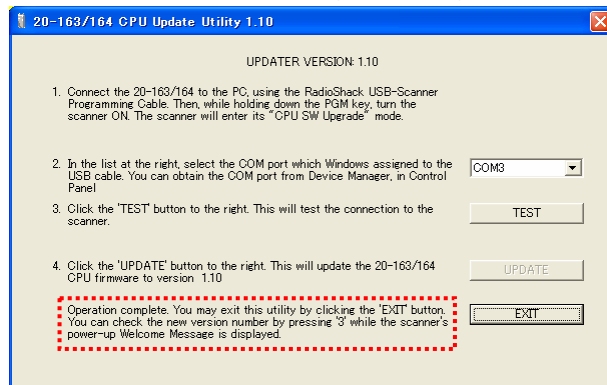 20-163/164 CPU Update Utility 1.10
UPDATER VERSION: 1.10
1. Connect the 20-163/164 to the PC, using the RadioShack USB-Scanner
Programming Cable. Then, while holding down the PGM key, turn the
scanner ON. The scanner will enter its "CPU SW Upgrade" mode.
2. In the list at the right, select the COM port which Windows assigned to the
USB cable. You can obtain the COM port from Device Manager, in Control
Panel
COM3
3. Click the 'TEST' button to the right. This will test the connection to the
scanner.
TEST
4. Click the 'UPDATE' button to the right. This will update the 20-163/164
CPU firmware to version 1.10
UPDATE
Operation complete. You may exit this utility by clicking the 'EXIT' button.
You can check the new version number by pressing '3' while the scanner's
power-up Welcome Message is displayed.
EXIT